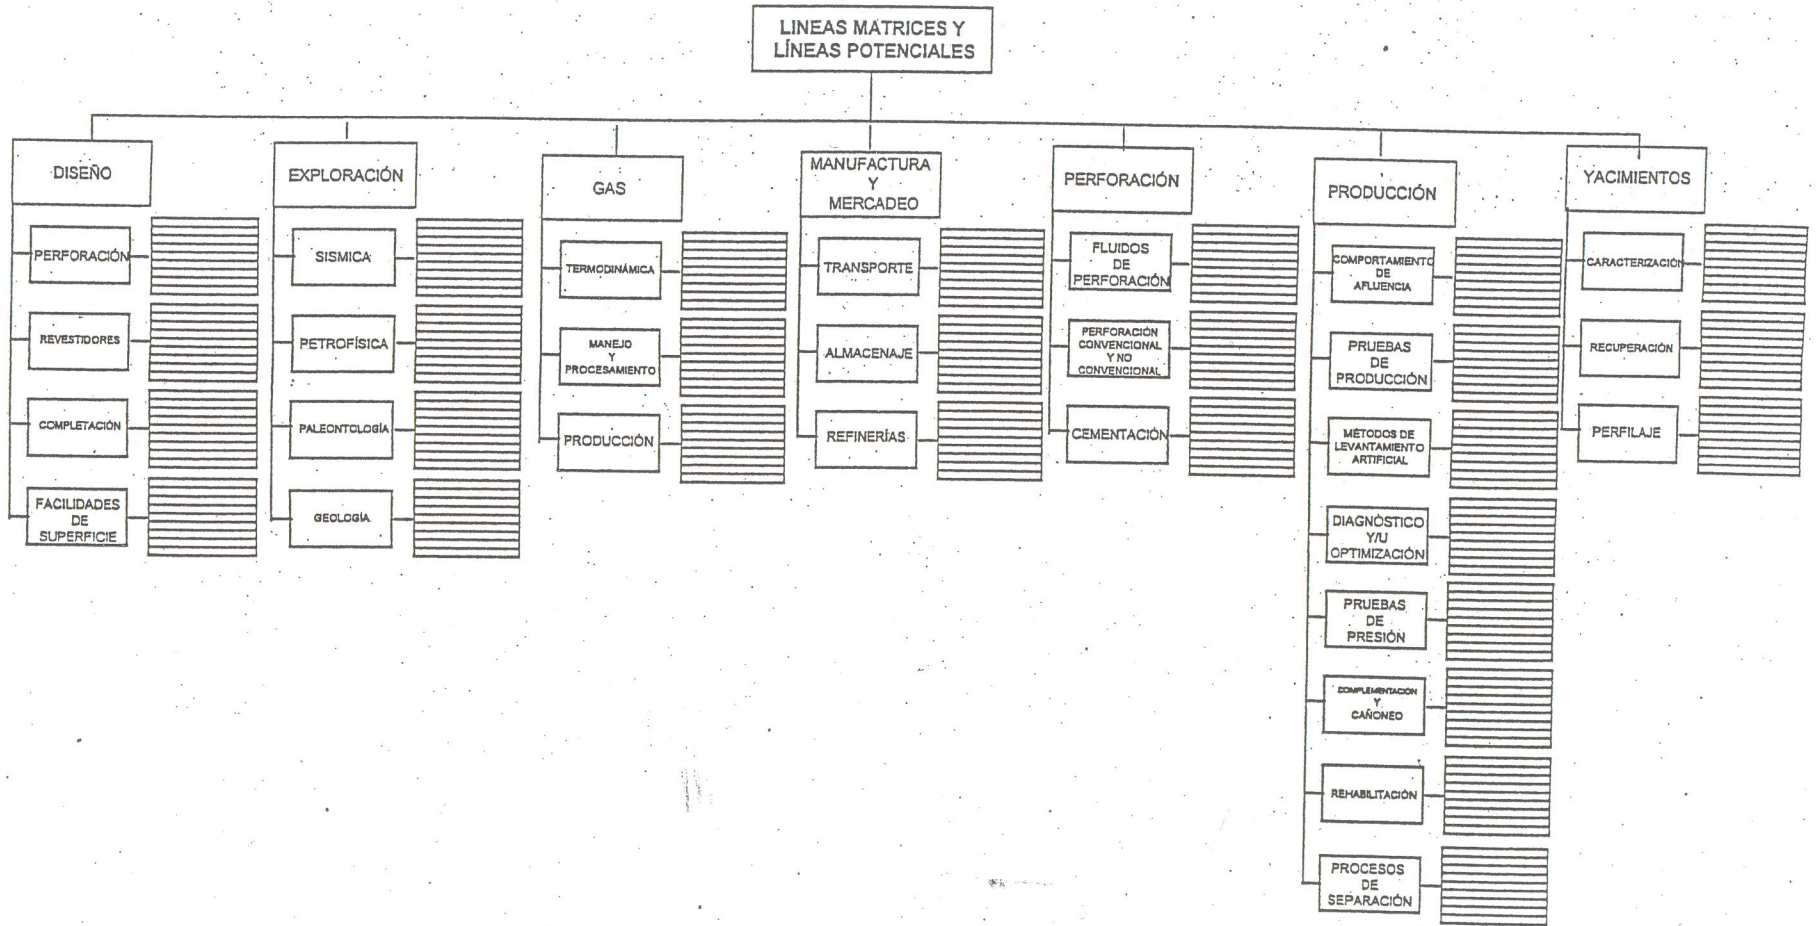 LINEAS MATRICES Y
LÍNEAS POTENCIALES
DISEÑO
PERFORACIÓN
REVESTIDORES
COMPLETACIÓN
FACILIDADES
DE
SUPERFICIE
EXPLORACIÓN
SISMICA
PETROFÍSICA
PALEONTOLOGÍA
GEOLOGÍA
GAS
TERMODINÁMICA
MANEJO
Y
PROCESAMIENTO
PRODUCCIÓN
MANUFACTURA
Y
MERCADEO
TRANSPORTE
ALMACENAJE
REFINERÍAS
PERFORACIÓN
FLUIDOS
DE
PERFORACIÓN
PERFORACIÓN
CONVENCIONAL
Y NO
CONVENCIONAL
CEMENTACIÓN
PRODUCCIÓN
COMPORTAMIENTO
DE
AFLUENCIA
PRUEBAS
DE
PRODUCCIÓN
MÉTODOS DE
LEVANTAMIENTO
ARTIFICIAL
DIAGNÓSTICO
Y/U
OPTIMIZACIÓN
PRUEBAS
DE
PRESIÓN
COMPLEMENTACIÓN
Y
CAÑONEO
REHABILITACIÓN
PROCESOS
DE
SEPARACIÓN
YACIMIENTOS
CARACTERIZACIÓN
RECUPERACIÓN
PERFILAJE